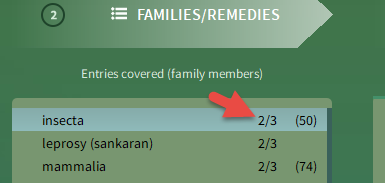 2 FAMILIES/REMEDIES
Entries covered (family members)
insecta 2/3 (50)
leprosy (sankaran) 2/3
mammalia 2/3 (74)